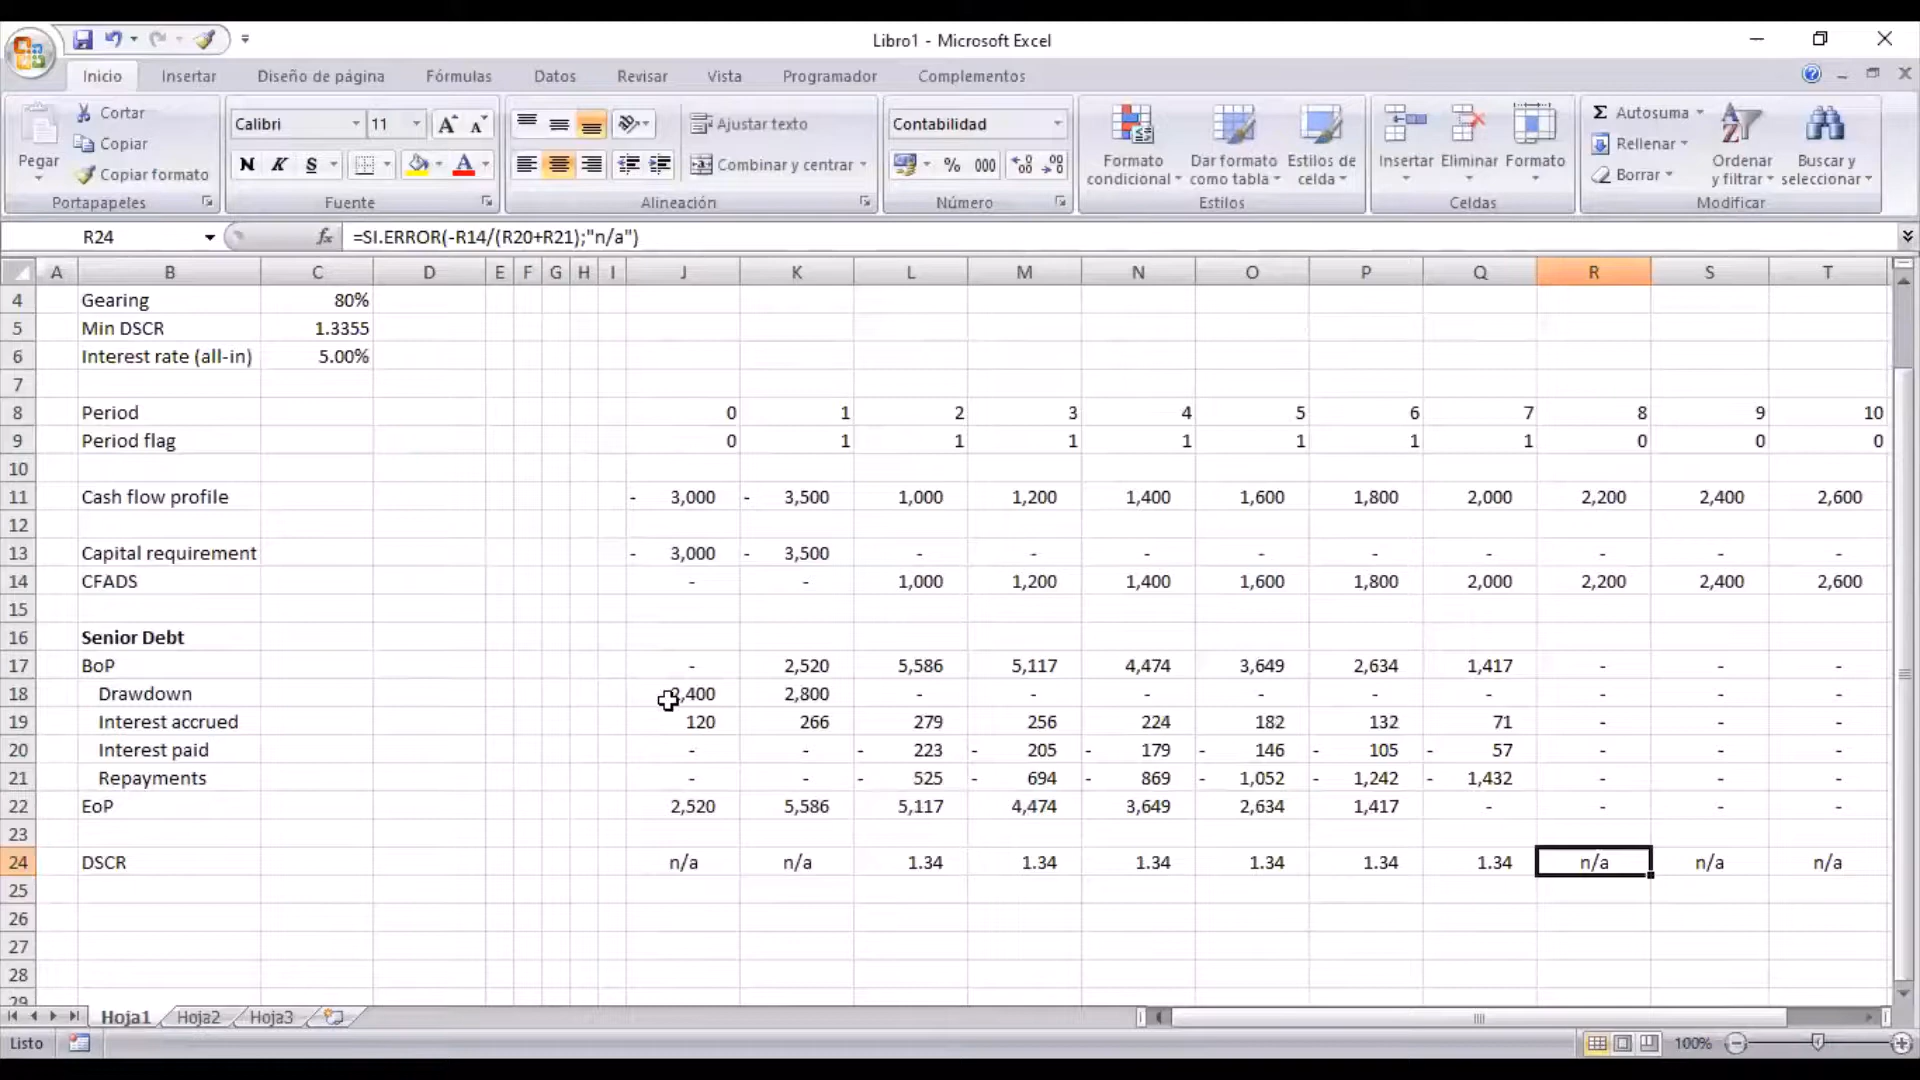 Libro1 - Microsoft Excel
Inicio Insertar Diseño de página Fórmulas Datos Revisar Vista Programador Complementos
Pegar
Cortar
Copiar
Copiar formato
Portapapeles
Calibri 11
N K S
Fuente
Ajustar texto
Combinar y centrar
Alineación
Contabilidad
% 000
Número
Formato condicional
Dar formato como tabla
Estilos de celda
Estilos
Insertar Eliminar Formato
Celdas
Σ Autosuma
Rellenar
Borrar
Ordenar y filtrar
Buscar y seleccionar
Modificar
R24 fx =SI.ERROR(-R14/(R20+R21);"n/a")
A B C D E F G H I J K L M N O P Q R S T
4 Gearing 80%
5 Min DSCR 1.3355
6 Interest rate (all-in) 5.00%
7
8 Period 0 1 2 3 4 5 6 7 8 9 10
9 Period flag 0 1 1 1 1 1 1 1 0 0 0
10
11 Cash flow profile - 3,000 - 3,500 1,000 1,200 1,400 1,600 1,800 2,000 2,200 2,400 2,600
12
13 Capital requirement - 3,000 - 3,500 - - - - - - - - -
14 CFADS - - 1,000 1,200 1,400 1,600 1,800 2,000 2,200 2,400 2,600
15
16 Senior Debt
17 BoP - 2,520 5,586 5,117 4,474 3,649 2,634 1,417 - - -
18 Drawdown ,400 2,800 - - - - - - - - -
19 Interest accrued 120 266 279 256 224 182 132 71 - - -
20 Interest paid - - - 223 - 205 - 179 - 146 - 105 - 57 - - -
21 Repayments - - - 525 - 694 - 869 - 1,052 - 1,242 - 1,432 - - -
22 EoP 2,520 5,586 5,117 4,474 3,649 2,634 1,417 - - - -
23
24 DSCR n/a n/a 1.34 1.34 1.34 1.34 1.34 1.34 n/a n/a n/a
25
26
27
28
29
Hoja1 Hoja2 Hoja3
Listo 100%